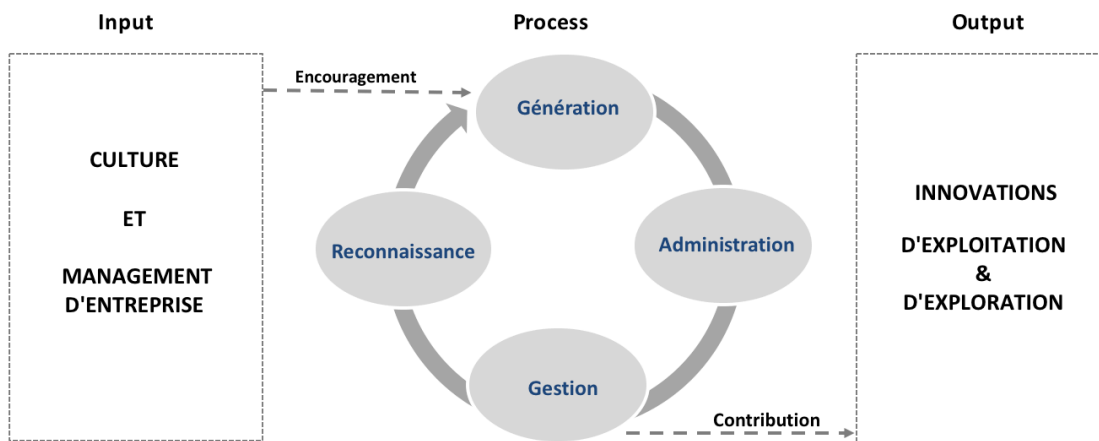 Input
Process
Output
Encouragement
CULTURE
ET
MANAGEMENT
D'ENTREPRISE
Génération
Reconnaissance
Administration
Gestion
Contribution
INNOVATIONS
D'EXPLOITATION
&
D'EXPLORATION